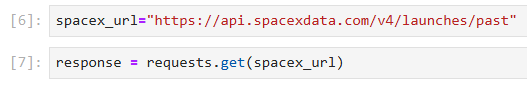 [6]: spacex_url="https://api.spacexdata.com/v4/launches/past"
[7]: response = requests.get(spacex_url)